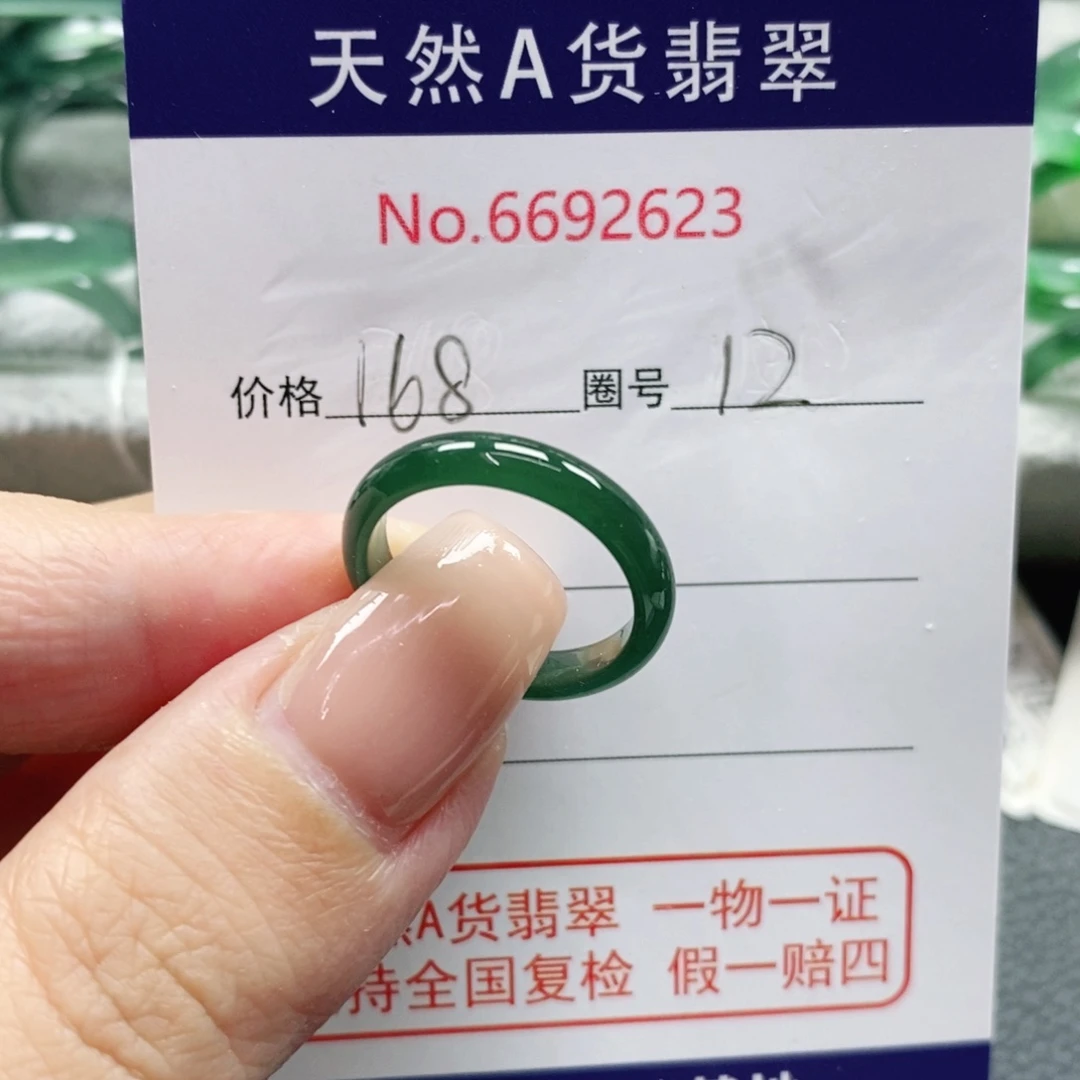 天然A货翡翠
No.6692623
价格 168 圈号 12
A货翡翠 一物一证
持全国复检 假一赔四